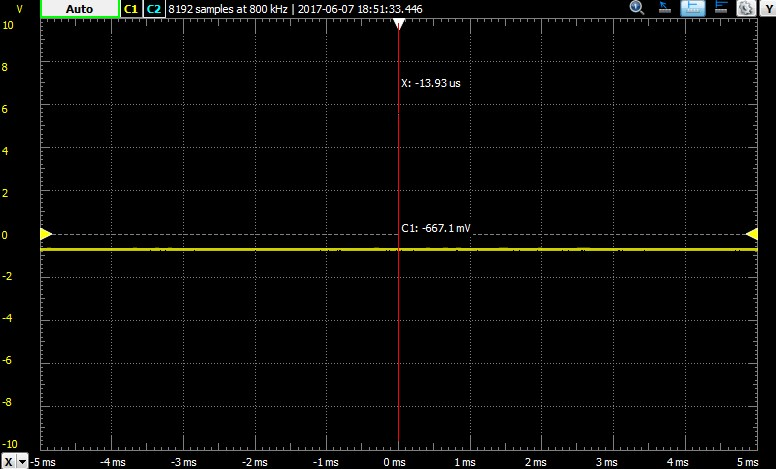 V Auto C1 C2 8192 samples at 800 kHz | 2017-06-07 18:51:33.446 Y
10
X: -13.93 us
6
4
2
C1: -667.1 mV
0
-2
-4
-6
-8
-10
X -5 ms -4 ms -3 ms -2 ms -1 ms 0 ms 1 ms 2 ms 3 ms 4 ms 5 ms